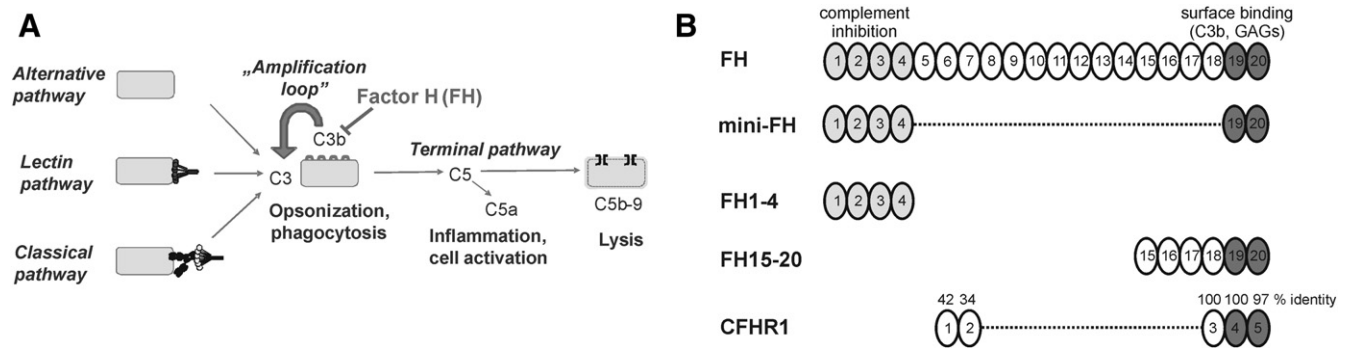 A
Alternative
pathway
Lectin
pathway
Classical
pathway
„Amplification
loop”
Factor H (FH)
C3b
C3
Opsonization,
phagocytosis
Terminal pathway
C5
C5a
Inflammation,
cell activation
C5b-9
Lysis
B
complement
inhibition
surface binding
(C3b, GAGs)
FH 1 2 3 4 5 6 7 8 9 10 11 12 13 14 15 16 17 18 19 20
mini-FH 1 2 3 4 19 20
FH1-4 1 2 3 4
FH15-20 15 16 17 18 19 20
42 34 100 100 97 % identity
CFHR1 1 2 3 4 5